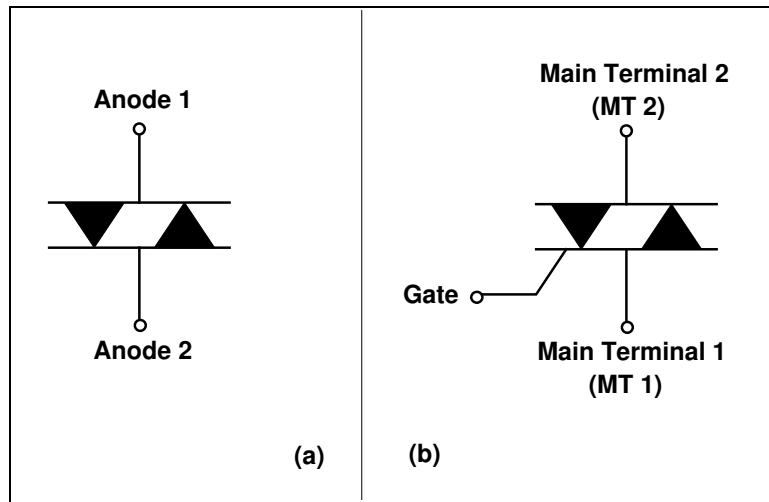 Anode 1
Anode 2
(a)
Main Terminal 2
(MT 2)
Gate
Main Terminal 1
(MT 1)
(b)